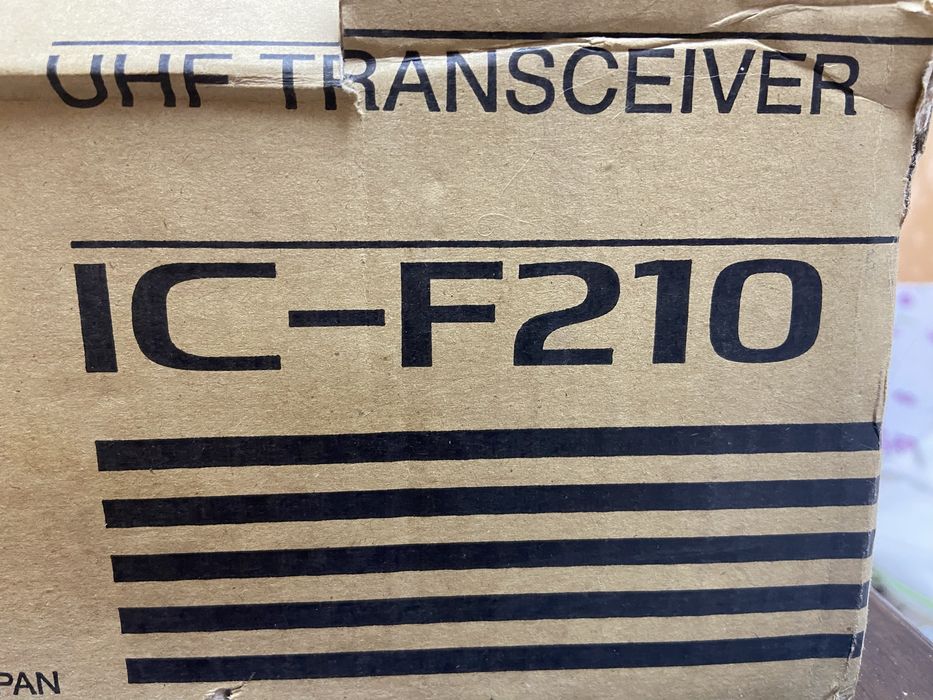 UHF TRANSCEIVER
IC-F210
PAN